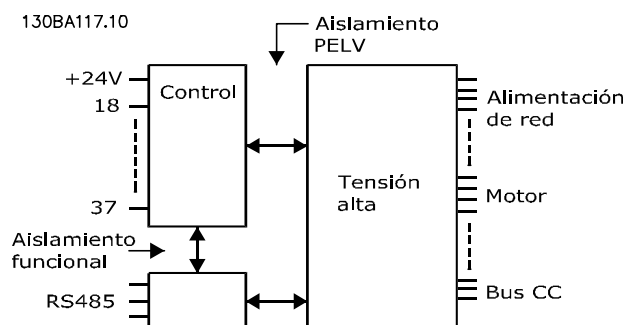 130BA117.10
Aislamiento
PELV
+24V
18
Control
Alimentación
de red
Tensión
alta
37
Motor
Aislamiento
funcional
RS485
Bus CC